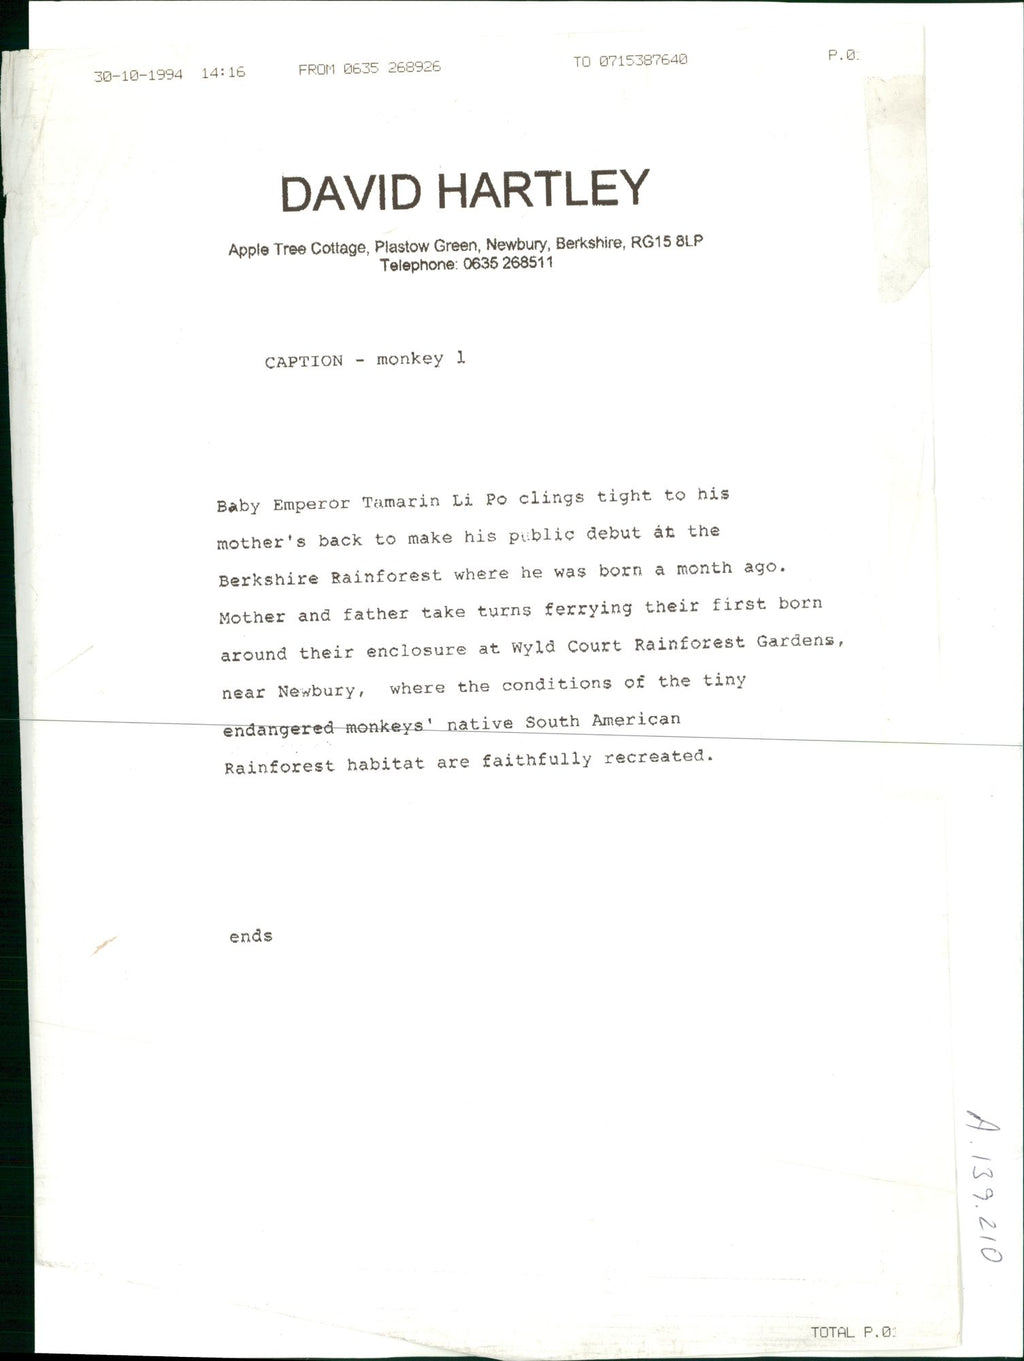 30-10-1994 14:16 FROM 0635 268926 TO 0715387640 P.0
DAVID HARTLEY
Apple Tree Cottage, Plastow Green, Newbury, Berkshire, RG15 8LP
Telephone: 0635 268511
CAPTION - monkey 1
Baby Emperor Tamarin Li Po clings tight to his
mother's back to make his public debut at the
Berkshire Rainforest where he was born a month ago.
Mother and father take turns ferrying their first born
around their enclosure at Wyld Court Rainforest Gardens,
near Newbury, where the conditions of the tiny
endangered monkeys' native South American
Rainforest habitat are faithfully recreated.
ends
A.139.210
TOTAL P.01